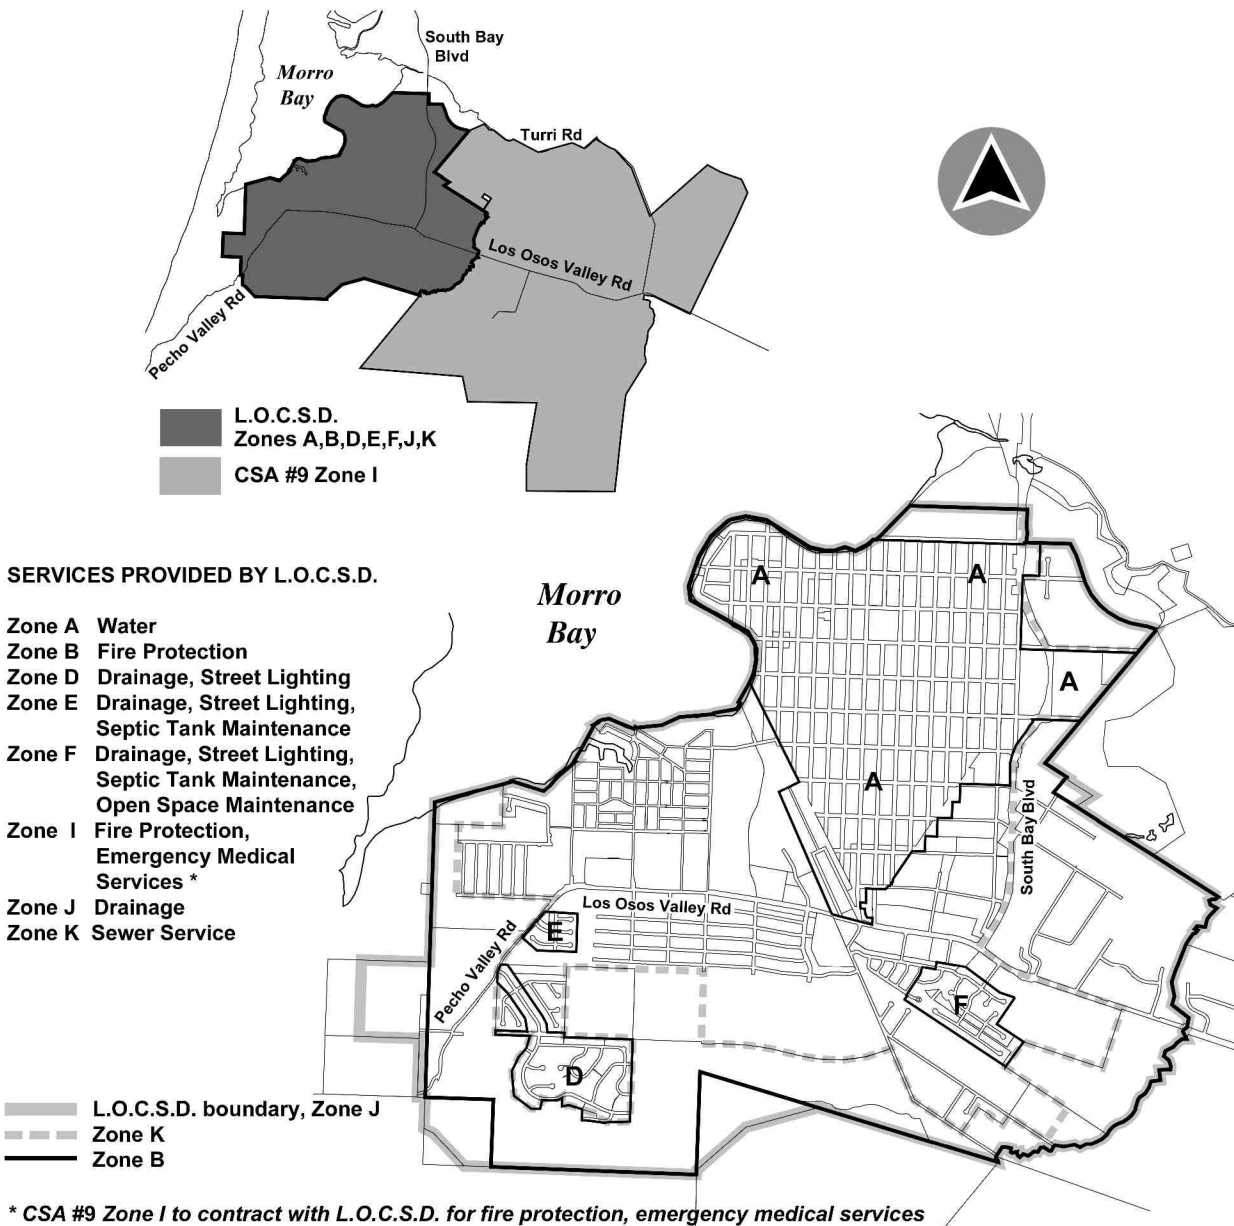 South Bay
Blvd
Morro
Bay
Turri Rd
Los Osos Valley Rd
Pecho Valley Rd
L.O.C.S.D.
Zones A,B,D,E,F,J,K
CSA #9 Zone I
SERVICES PROVIDED BY L.O.C.S.D.
Zone A Water
Zone B Fire Protection
Zone D Drainage, Street Lighting
Zone E Drainage, Street Lighting,
Septic Tank Maintenance
Zone F Drainage, Street Lighting,
Septic Tank Maintenance,
Open Space Maintenance
Zone I Fire Protection,
Emergency Medical
Services *
Zone J Drainage
Zone K Sewer Service
Morro
Bay
A
A
A
A
South Bay Blvd
Los Osos Valley Rd
E
Pecho Valley Rd
F
D
L.O.C.S.D. boundary, Zone J
Zone K
Zone B
* CSA #9 Zone I to contract with L.O.C.S.D. for fire protection, emergency medical services